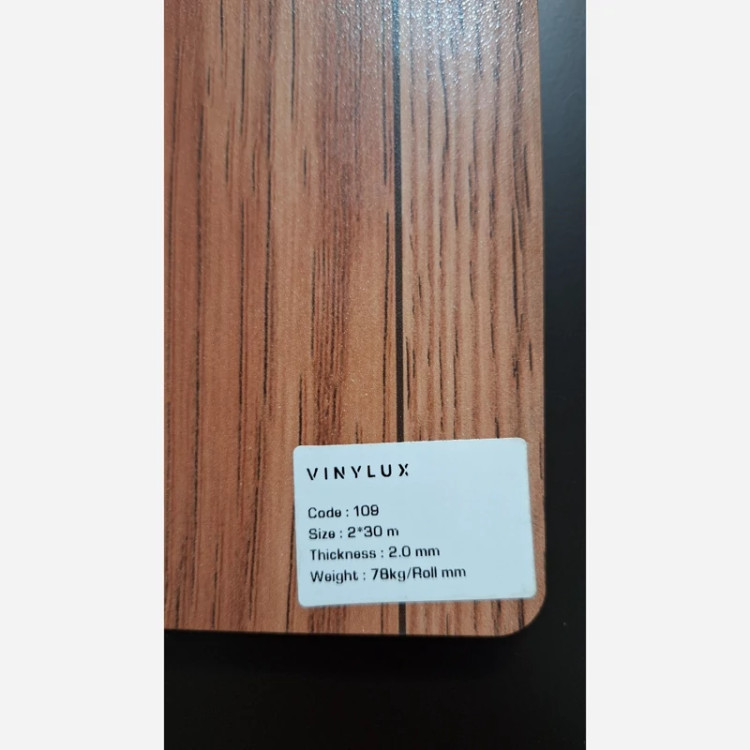 VINYLUX
Code : 109
Size : 2*30 m
Thickness : 2.0 mm
Weight : 78kg/Roll mm